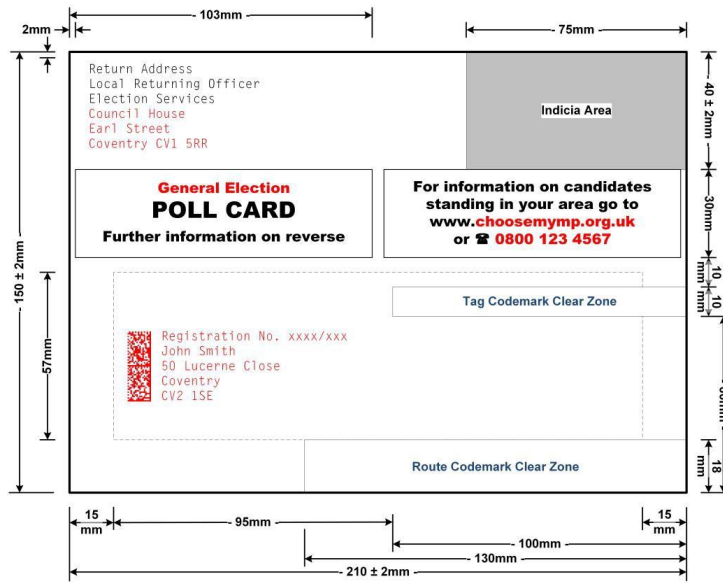 103mm
2mm
75mm
Return Address
Local Returning Officer
Election Services
Council House
Earl Street
Coventry CV1 5RR
Indicia Area
40 ± 2mm
General Election
POLL CARD
Further information on reverse
For information on candidates
standing in your area go to
www.choosemymp.org.uk
or ☎ 0800 123 4567
30mm
150 ± 2mm
10
mm
10
mm
Tag Codemark Clear Zone
57mm
Registration No. xxxx/xxx
John Smith
50 Lucerne Close
Coventry
CV2 1SE
Route Codemark Clear Zone
18
mm
15
mm
95mm
15
mm
100mm
130mm
210 ± 2mm